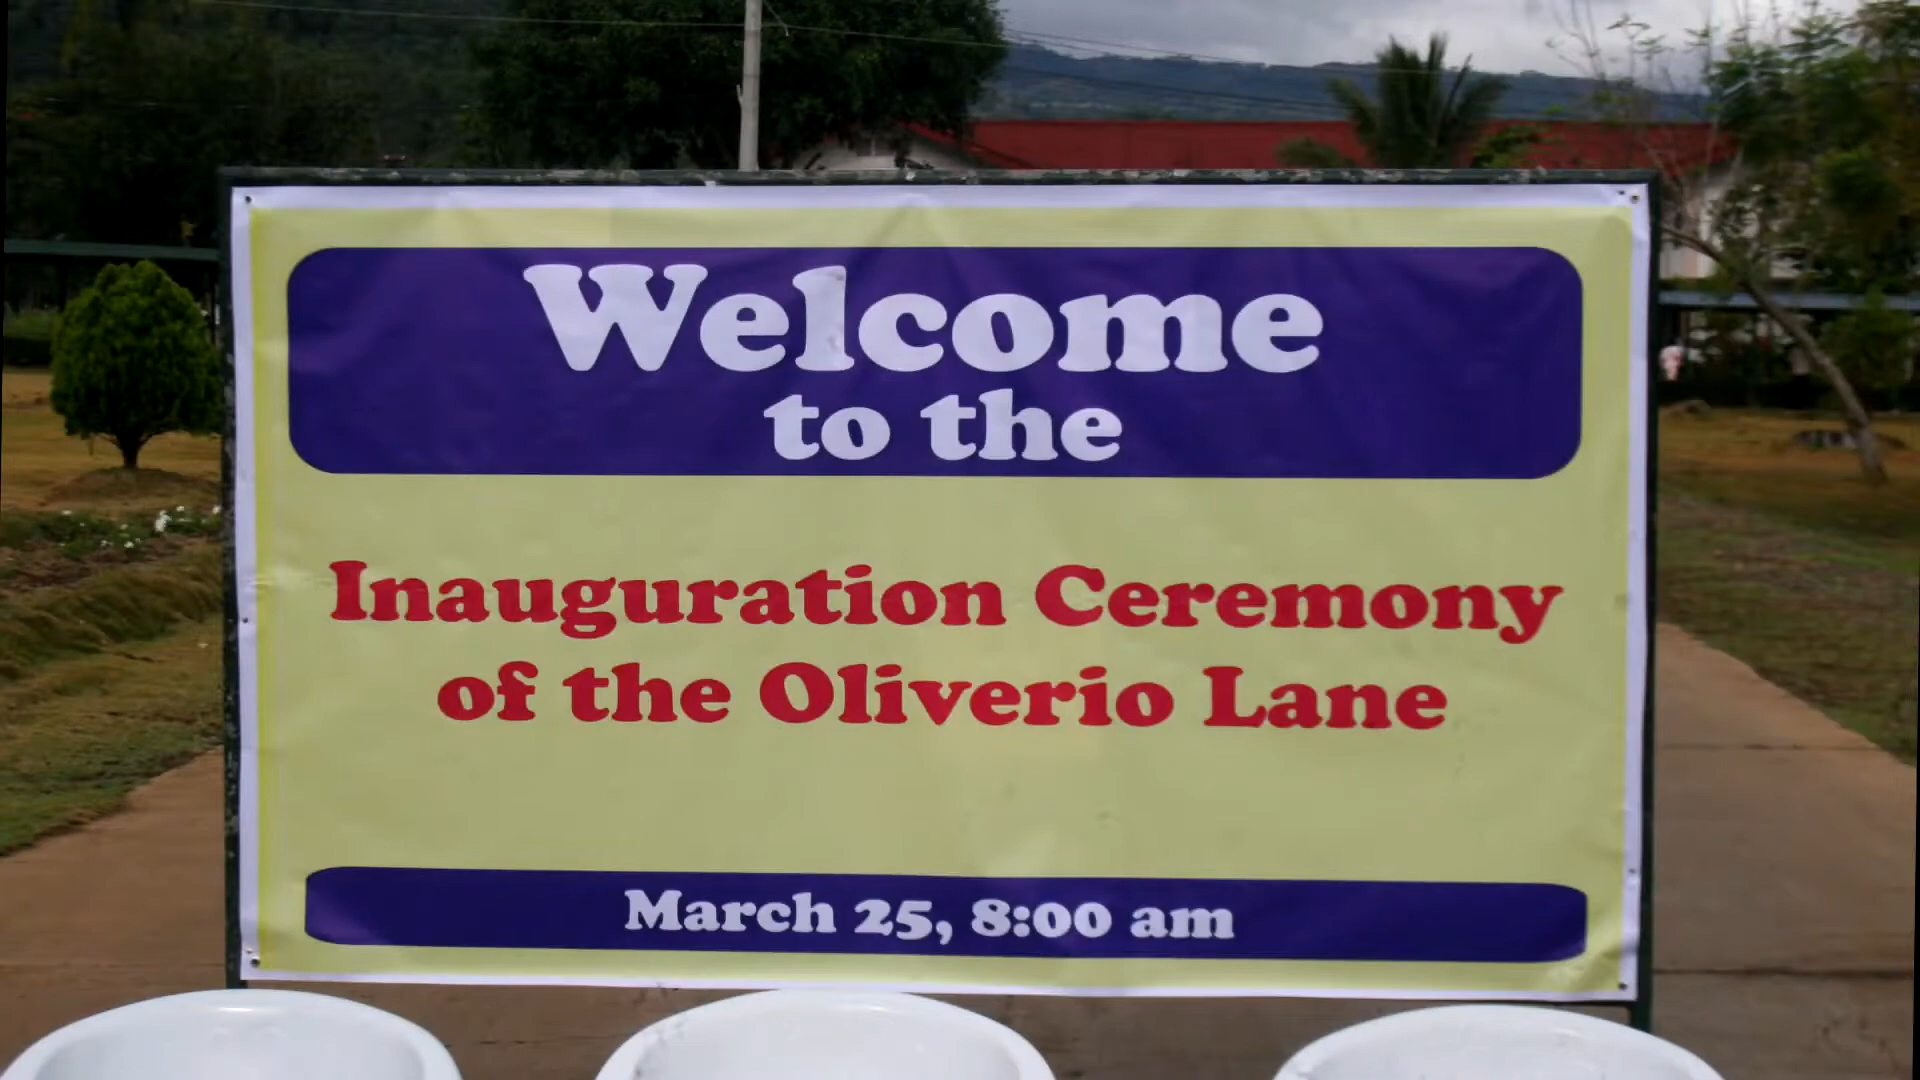 Welcome
to the
Inauguration Ceremony
of the Oliverio Lane
March 25, 8:00 am